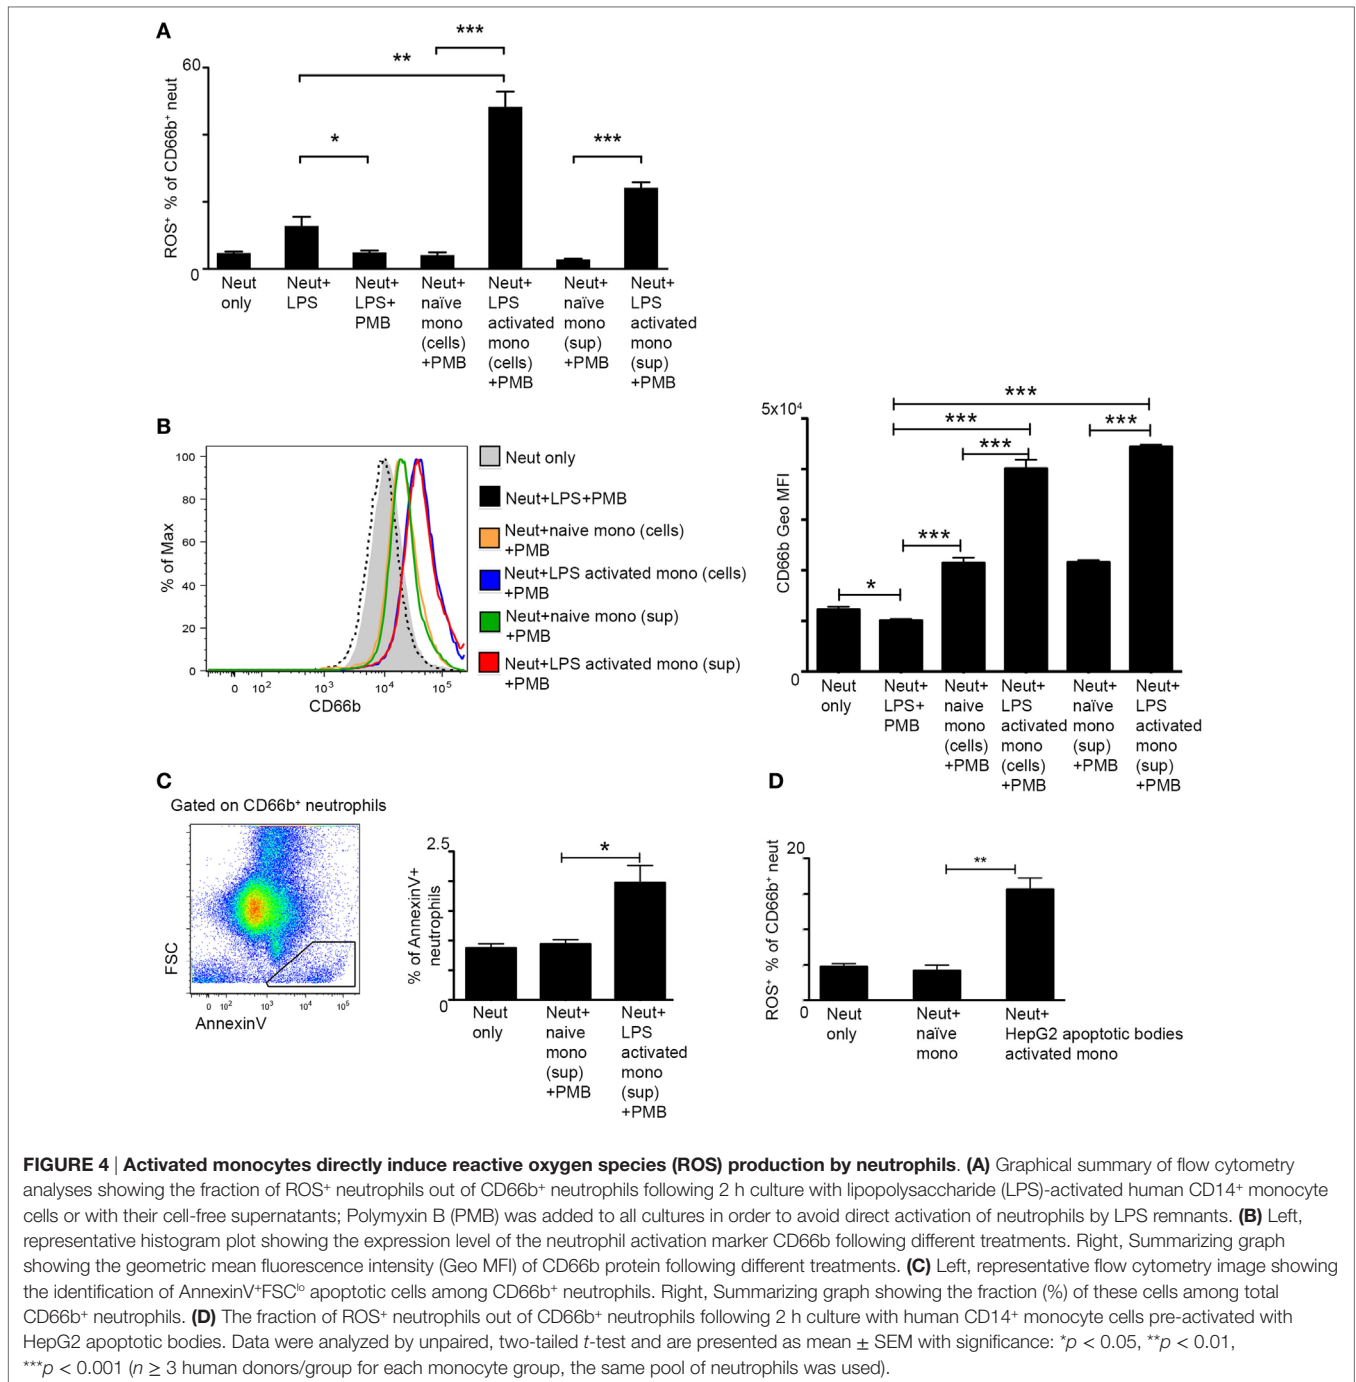 A
***
**
60
*
***
ROS⁺ % of CD66b⁺ neut
0
Neut only
Neut+ LPS
Neut+ LPS+ PMB
Neut+ naïve mono (cells) +PMB
Neut+ LPS activated mono (cells) +PMB
Neut+ naïve mono (sup) +PMB
Neut+ LPS activated mono (sup) +PMB
B
100
80
60
40
20
0
% of Max
0 10² 10³ 10⁴ 10⁵
CD66b
Neut only
Neut+LPS+PMB
Neut+naive mono (cells)
+PMB
Neut+LPS activated mono (cells)
+PMB
Neut+naive mono (sup)
+PMB
Neut+LPS activated mono (sup)
+PMB
5x10⁴
***
***
***
***
***
*
CD66b Geo MFI
0
Neut only
Neut+ LPS+ PMB
Neut+ naive mono (cells) +PMB
Neut+ LPS activated mono (cells) +PMB
Neut+ naïve mono (sup) +PMB
Neut+ LPS activated mono (sup) +PMB
C
Gated on CD66b⁺ neutrophils
FSC
0 10² 10³ 10⁴ 10⁵
AnnexinV
2.5
*
% of AnnexinV+
neutrophils
0
Neut only
Neut+ naive mono (sup) +PMB
Neut+ LPS activated mono (sup) +PMB
D
20
**
ROS⁺ % of CD66b⁺ neut
0
Neut only
Neut+ naïve mono
Neut+ HepG2 apoptotic bodies activated mono
FIGURE 4 | Activated monocytes directly induce reactive oxygen species (ROS) production by neutrophils. (A) Graphical summary of flow cytometry
analyses showing the fraction of ROS⁺ neutrophils out of CD66b⁺ neutrophils following 2 h culture with lipopolysaccharide (LPS)-activated human CD14⁺ monocyte
cells or with their cell-free supernatants; Polymyxin B (PMB) was added to all cultures in order to avoid direct activation of neutrophils by LPS remnants. (B) Left,
representative histogram plot showing the expression level of the neutrophil activation marker CD66b following different treatments. Right, Summarizing graph
showing the geometric mean fluorescence intensity (Geo MFI) of CD66b protein following different treatments. (C) Left, representative flow cytometry image showing
the identification of AnnexinV⁺FSCˡᵒ apoptotic cells among CD66b⁺ neutrophils. Right, Summarizing graph showing the fraction (%) of these cells among total
CD66b⁺ neutrophils. (D) The fraction of ROS⁺ neutrophils out of CD66b⁺ neutrophils following 2 h culture with human CD14⁺ monocyte cells pre-activated with
HepG2 apoptotic bodies. Data were analyzed by unpaired, two-tailed t-test and are presented as mean ± SEM with significance: *p < 0.05, **p < 0.01,
***p < 0.001 (n ≥ 3 human donors/group for each monocyte group, the same pool of neutrophils was used).